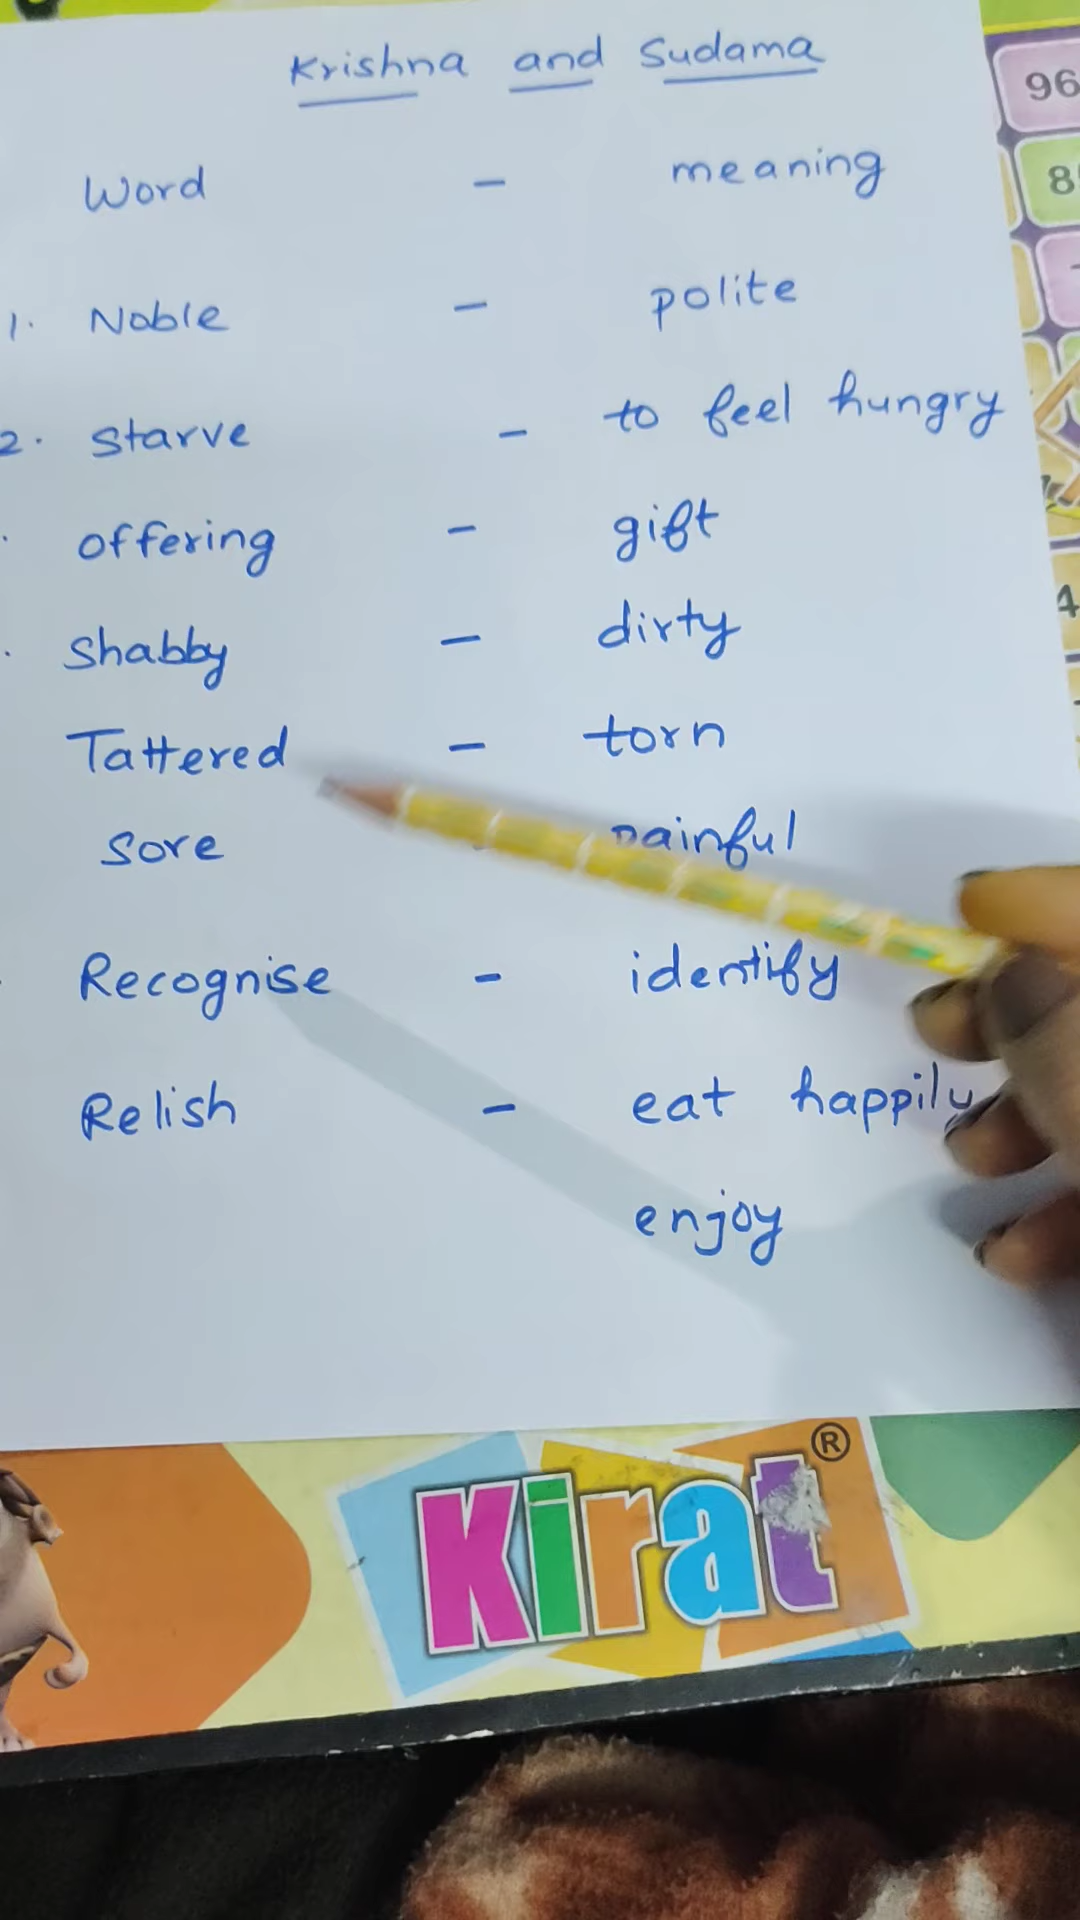 Krishna and Sudama
Word - meaning
1. Noble - polite
2. Starve - to feel hungry
. offering - gift
. Shabby - dirty
Tattered - torn
Sore - painful
Recognise - identify
Relish - eat happily
enjoy
Kirat®
96
8
4